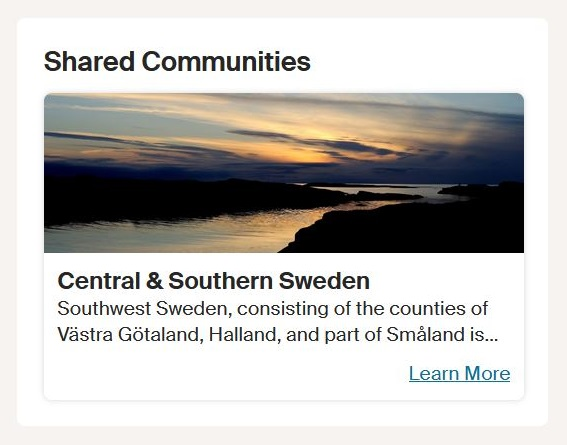 Shared Communities
Central & Southern Sweden
Southwest Sweden, consisting of the counties of
Västra Götaland, Halland, and part of Småland is...
Learn More